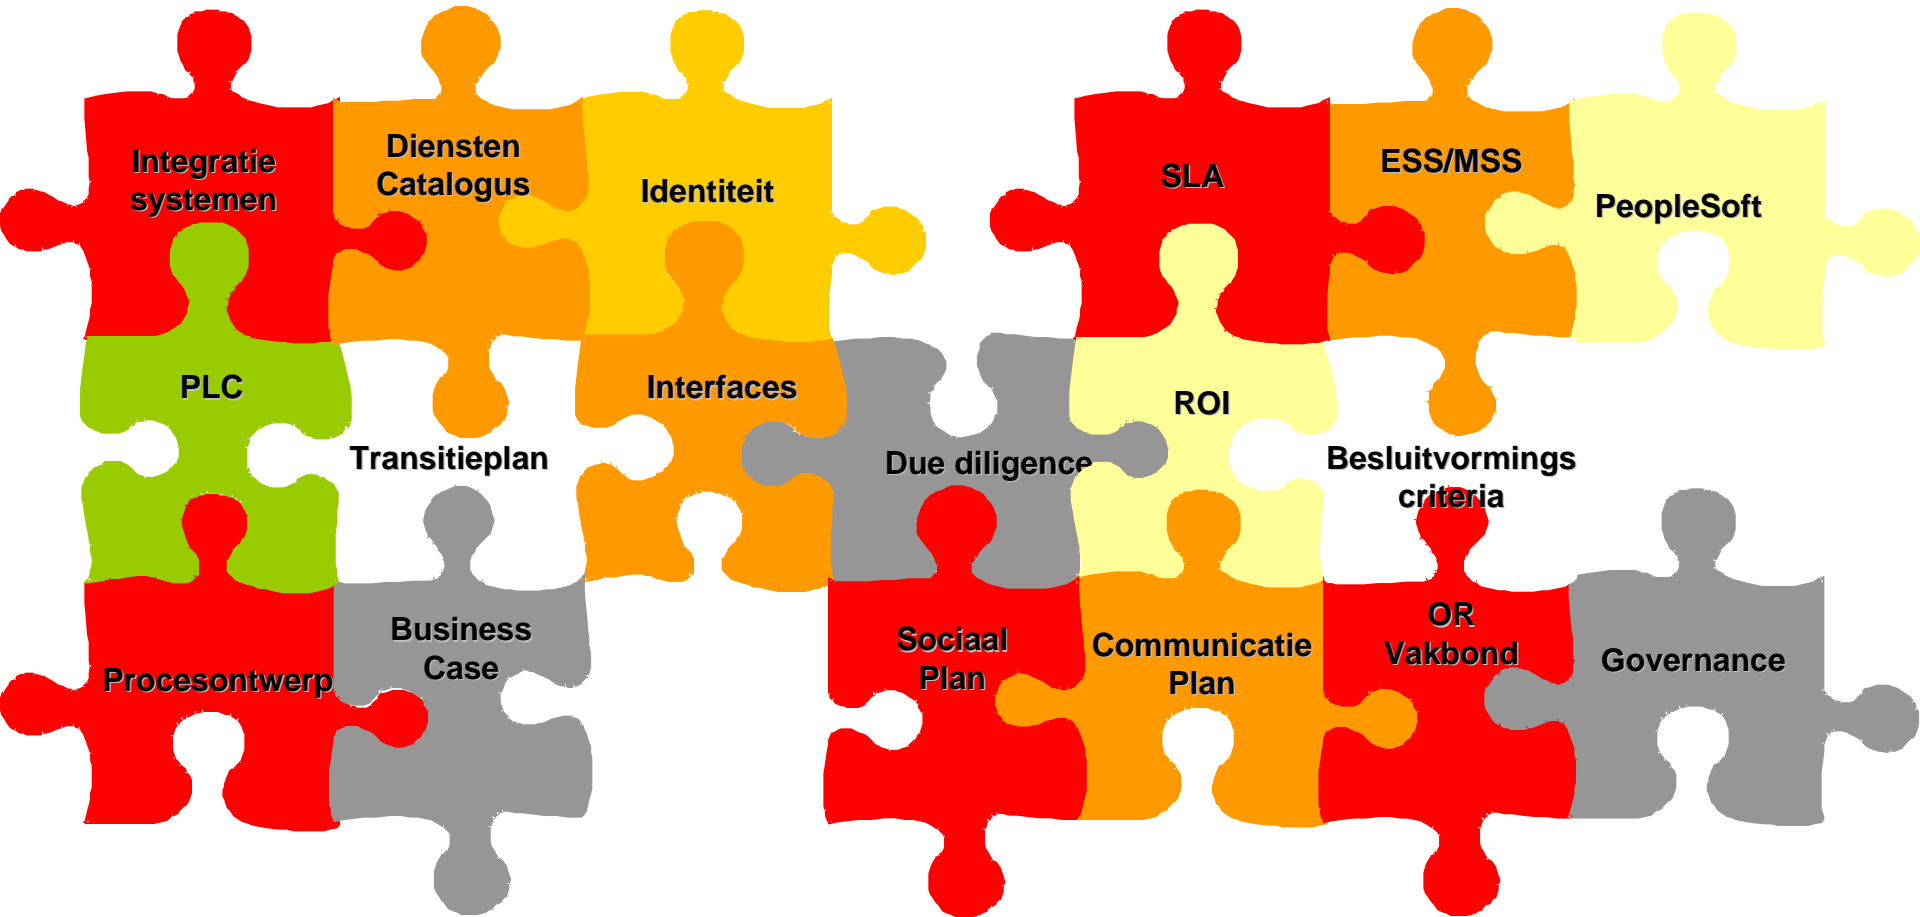 Integratie
systemen
Diensten
Catalogus
Identiteit
SLA
ESS/MSS
PeopleSoft
PLC
Transitieplan
Interfaces
Due diligence
ROI
Besluitvormings
criteria
Procesontwerp
Business
Case
Sociaal
Plan
Communicatie
Plan
OR
Vakbond
Governance